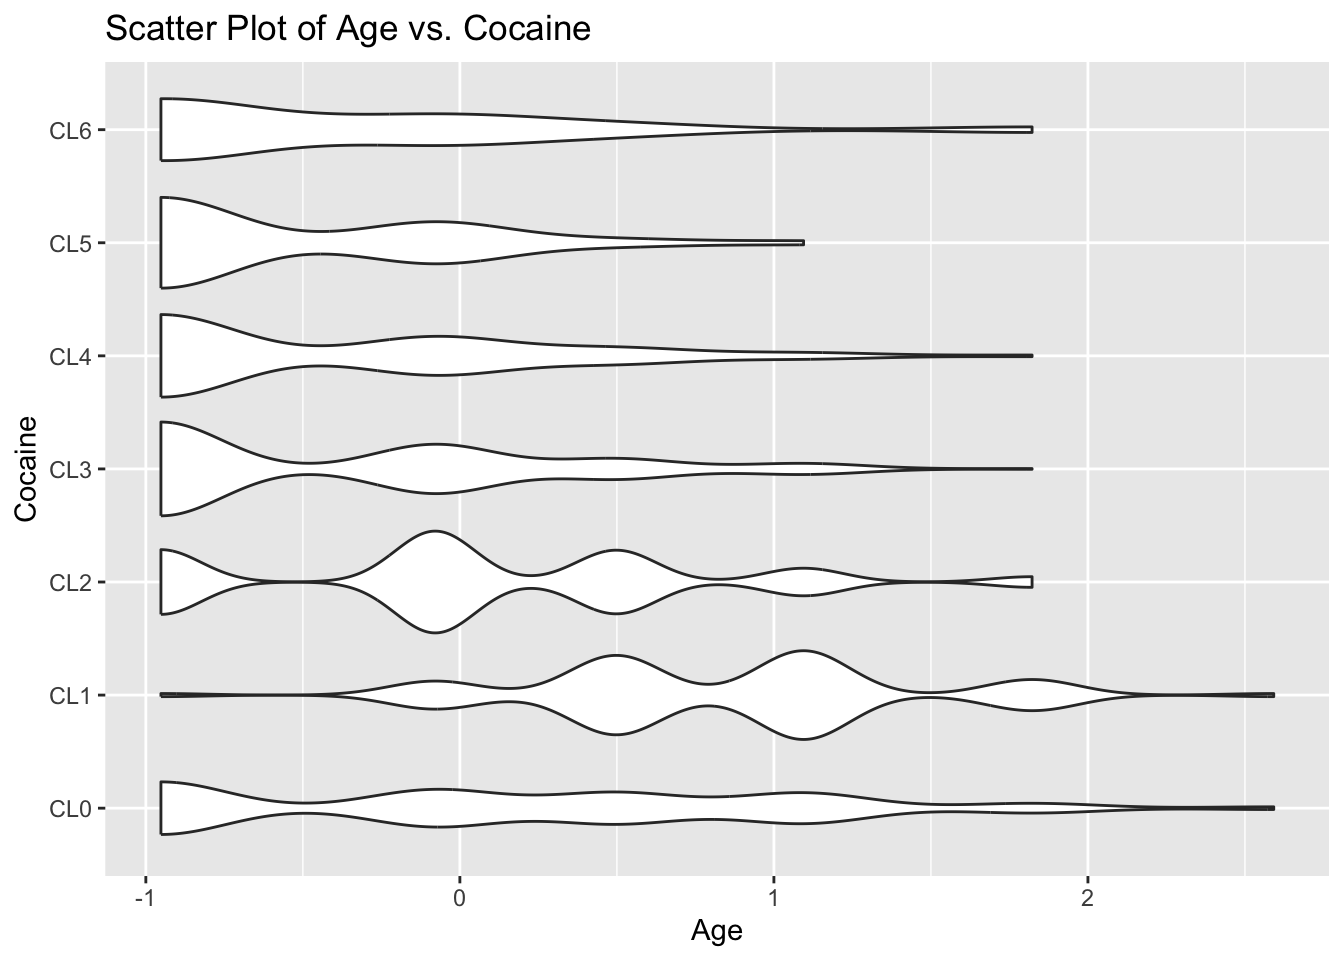 Scatter Plot of Age vs. Cocaine
CL6
CL5
CL4
CL3
CL2
CL1
CL0
Cocaine
-1 0 1 2
Age